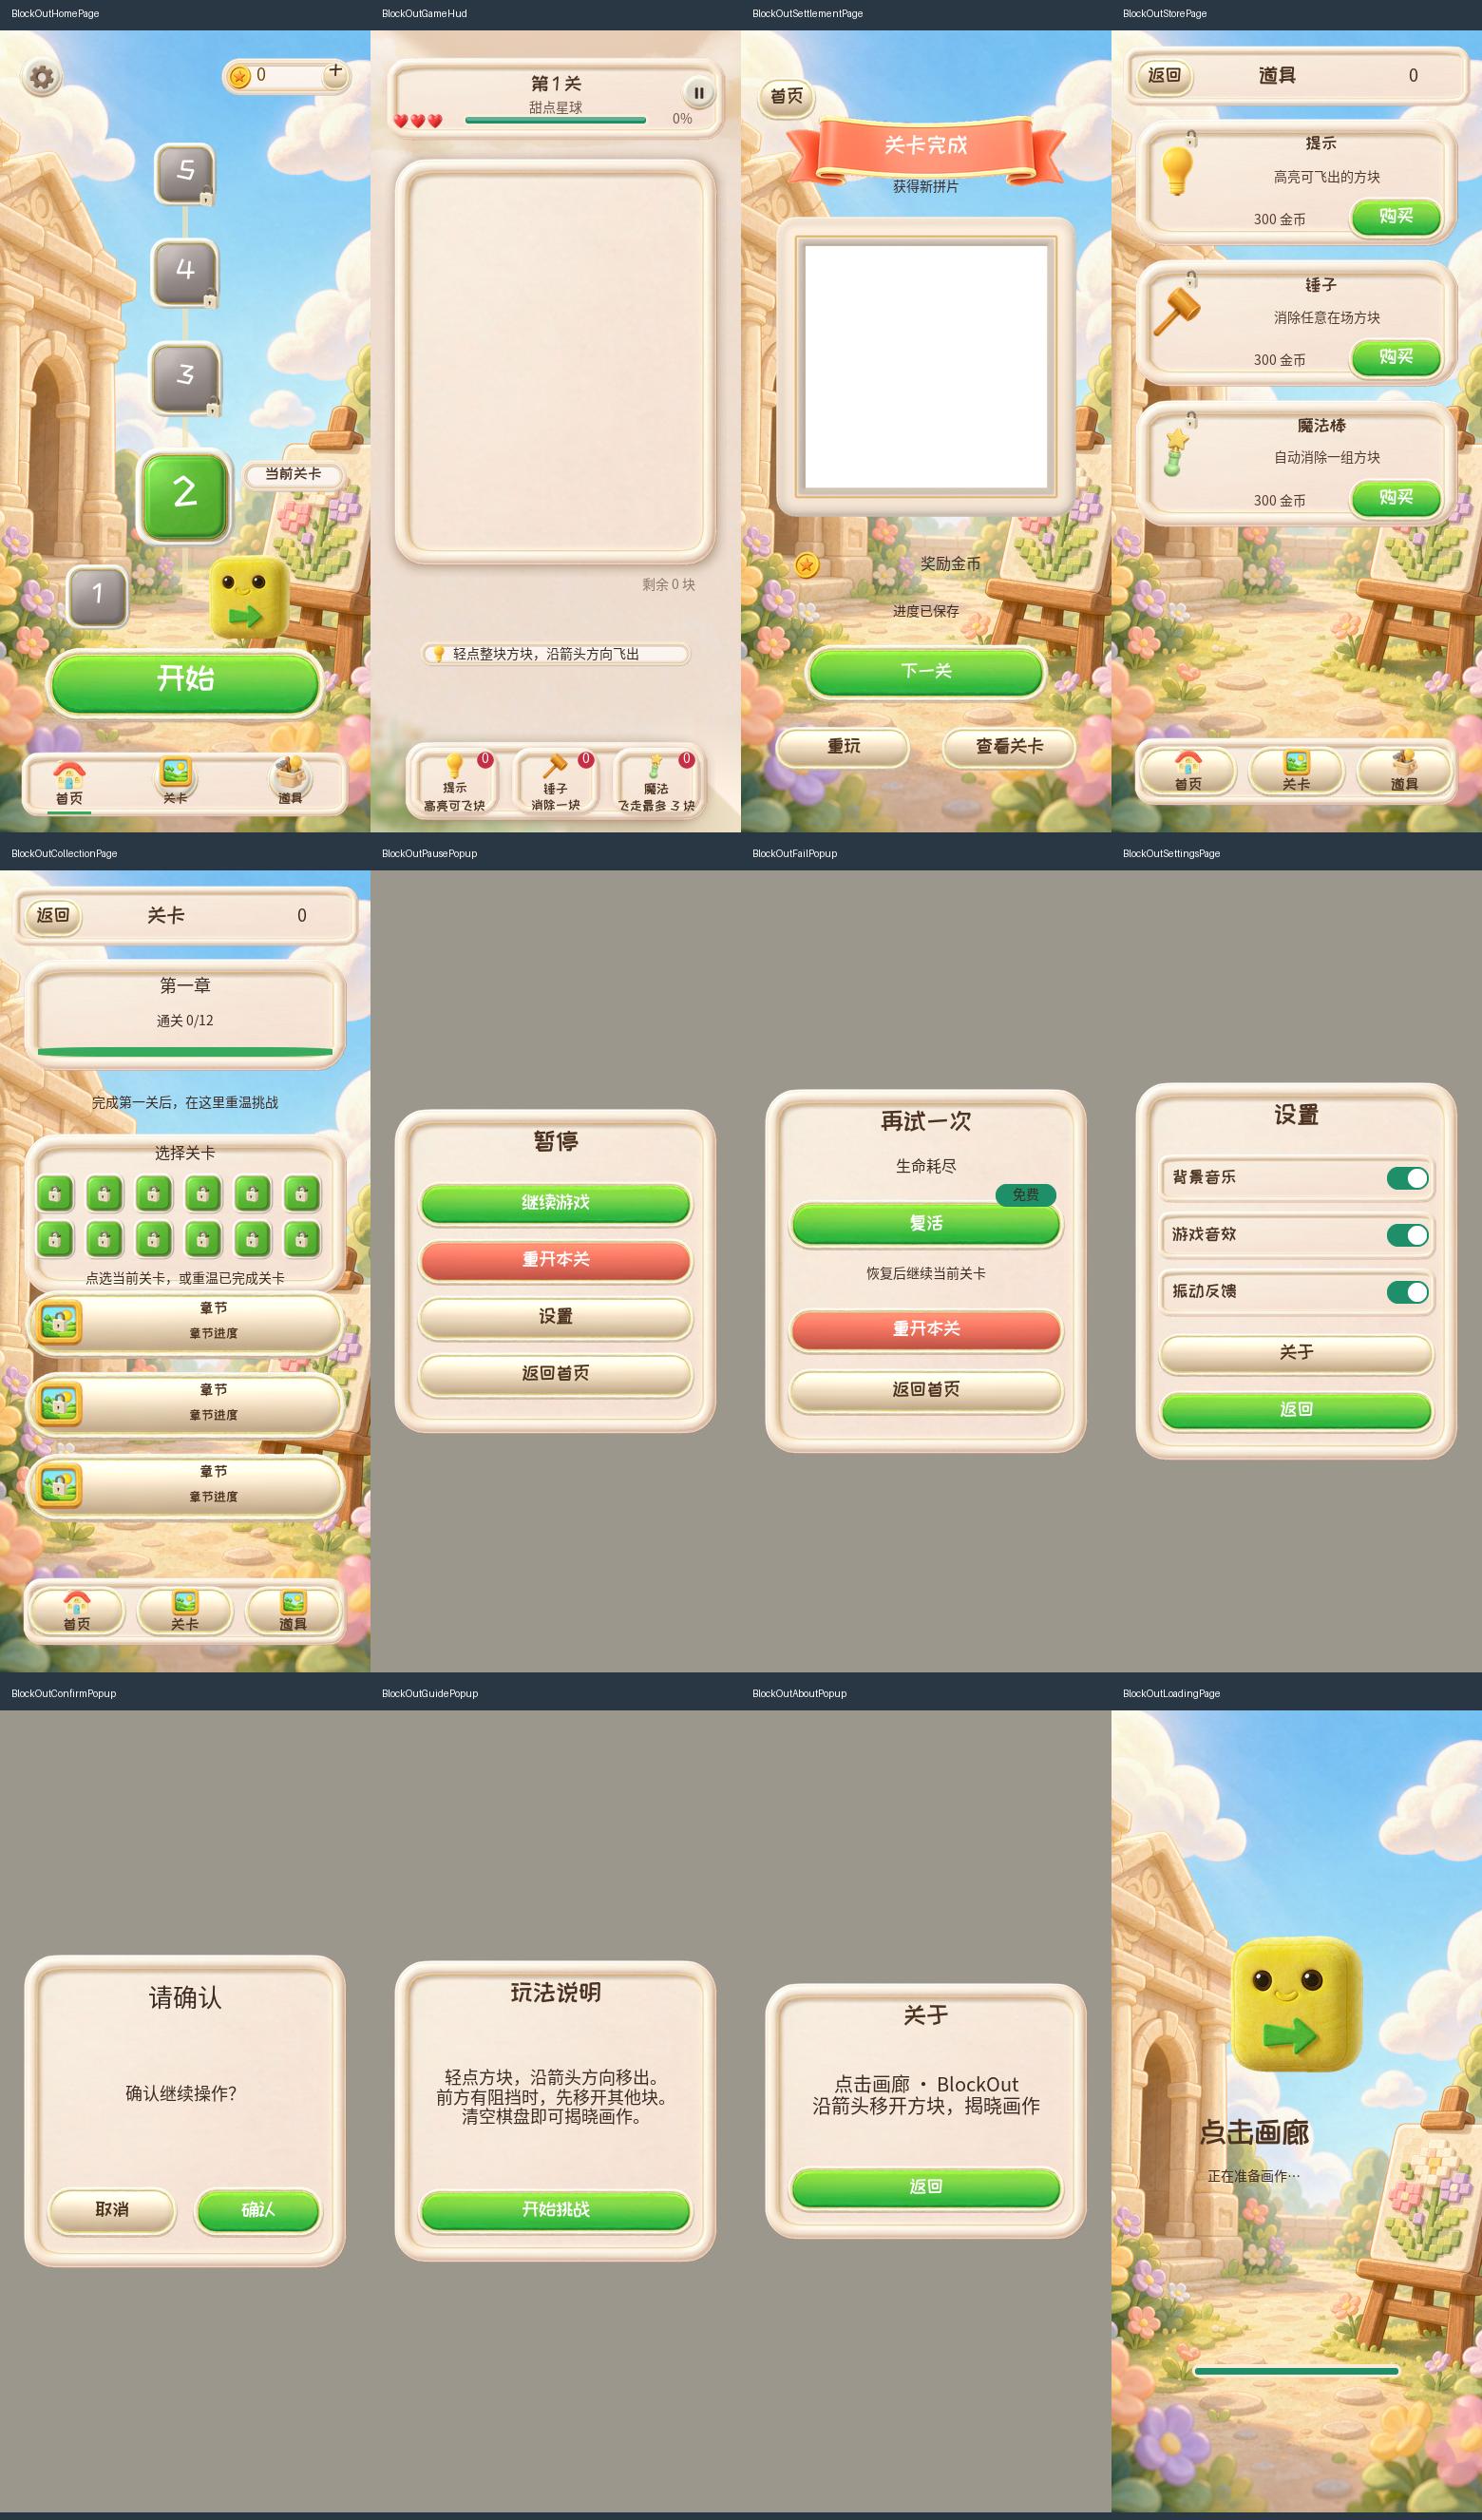 BlockOutHomePage
0
+
5
4
3
2
当前关卡
1
开始
首页
关卡
道具
BlockOutGameHud
第1关
甜点星球
0%
剩余 0 块
轻点整块方块，沿箭头方向飞出
0
0
0
提示
锤子
魔法
高亮可飞块
消除一块
飞走最多 3 块
BlockOutSettlementPage
首页
关卡完成
获得新拼片
奖励金币
进度已保存
下一关
重玩
查看关卡
BlockOutStorePage
返回
道具
0
提示
高亮可飞出的方块
300 金币
购买
锤子
消除任意在场方块
300 金币
购买
魔法棒
自动消除一组方块
300 金币
购买
首页
关卡
道具
BlockOutCollectionPage
返回
关卡
0
第一章
通关 0/12
完成第一关后，在这里重温挑战
选择关卡
点选当前关卡，或重温已完成关卡
章节
章节进度
章节
章节进度
章节
章节进度
首页
关卡
道具
BlockOutPausePopup
暂停
继续游戏
重开本关
设置
返回首页
BlockOutFailPopup
再试一次
生命耗尽
免费
复活
恢复后继续当前关卡
重开本关
返回首页
BlockOutSettingsPage
设置
背景音乐
游戏音效
振动反馈
关于
返回
BlockOutConfirmPopup
请确认
确认继续操作？
取消
确认
BlockOutGuidePopup
玩法说明
轻点方块，沿箭头方向移出。
前方有阻挡时，先移开其他块。
清空棋盘即可揭晓画作。
开始挑战
BlockOutAboutPopup
关于
点击画廊 · BlockOut
沿箭头移开方块，揭晓画作
返回
BlockOutLoadingPage
点击画廊
正在准备画作…